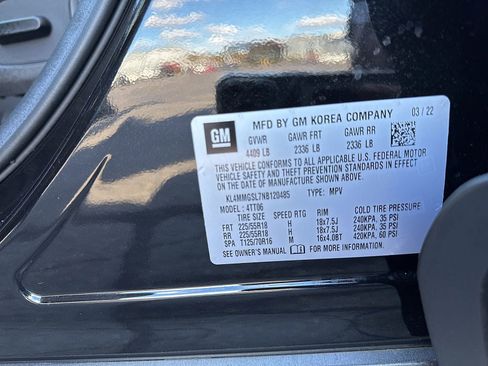 GM
MFD BY GM KOREA COMPANY 03/22
GVWR GAWR FRT GAWR RR
4409 LB 2336 LB 2336 LB
THIS VEHICLE CONFORMS TO ALL APPLICABLE U.S. FEDERAL MOTOR
VEHICLE SAFETY AND THEFT PREVENTION STANDARDS IN EFFECT ON
THE DATE OF MANUFACTURE SHOWN ABOVE.
KL4MMGSL7NB120485 TYPE: MPV
MODEL: 4TT06
TIRE SIZE SPEED RTG RIM COLD TIRE PRESSURE
FRT 225/55R18 H 18x7.5J 240KPA, 35 PSI
RR 225/55R18 H 18x7.5J 240KPA, 35 PSI
SPA T125/70R16 M 16x4.0BT 420KPA, 60 PSI
SEE OWNER'S MANUAL FOR MORE INFORMATION.